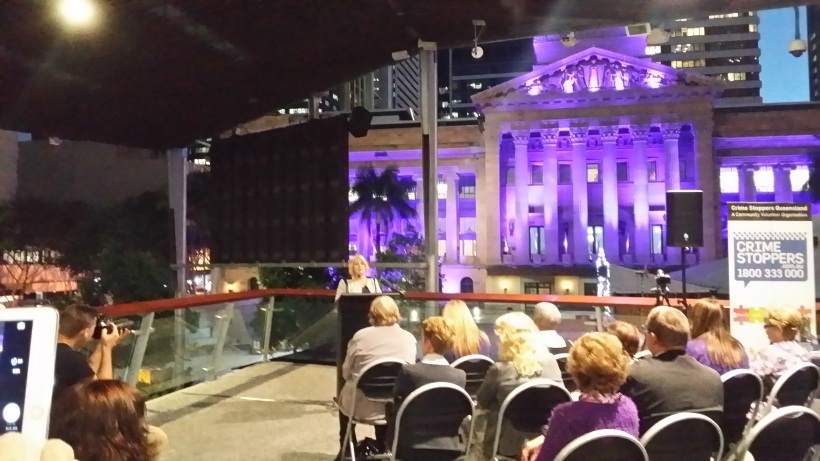 Crime Stoppers Queensland
A Community Volunteer Organisation
CRIME
STOPPERS
1800 333 000